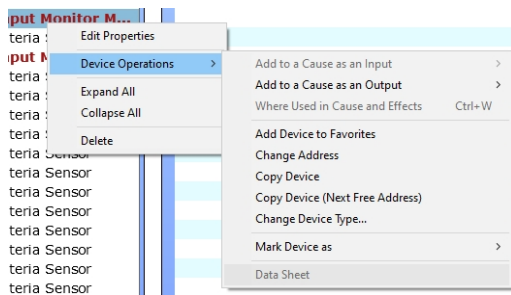 nput Monitor M...
teria S
Edit Properties
nput M
Device Operations >
teria
teria
Expand All
teria
Collapse All
teria
Delete
teria Sensor
teria Sensor
teria Sensor
teria Sensor
teria Sensor
teria Sensor
teria Sensor
teria Sensor
Add to a Cause as an Input >
Add to a Cause as an Output >
Where Used in Cause and Effects Ctrl+W
Add Device to Favorites
Change Address
Copy Device
Copy Device (Next Free Address)
Change Device Type...
Mark Device as >
Data Sheet